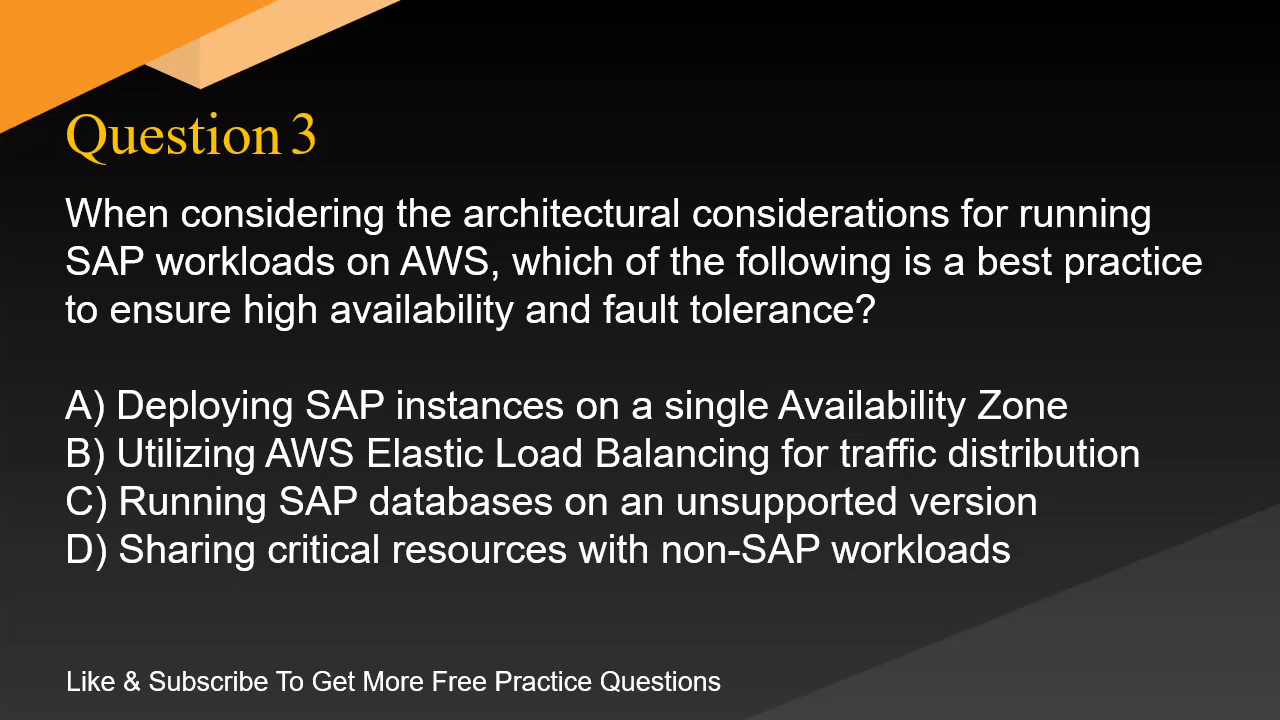 Question 3
When considering the architectural considerations for running
SAP workloads on AWS, which of the following is a best practice
to ensure high availability and fault tolerance?
A) Deploying SAP instances on a single Availability Zone
B) Utilizing AWS Elastic Load Balancing for traffic distribution
C) Running SAP databases on an unsupported version
D) Sharing critical resources with non-SAP workloads
Like & Subscribe To Get More Free Practice Questions